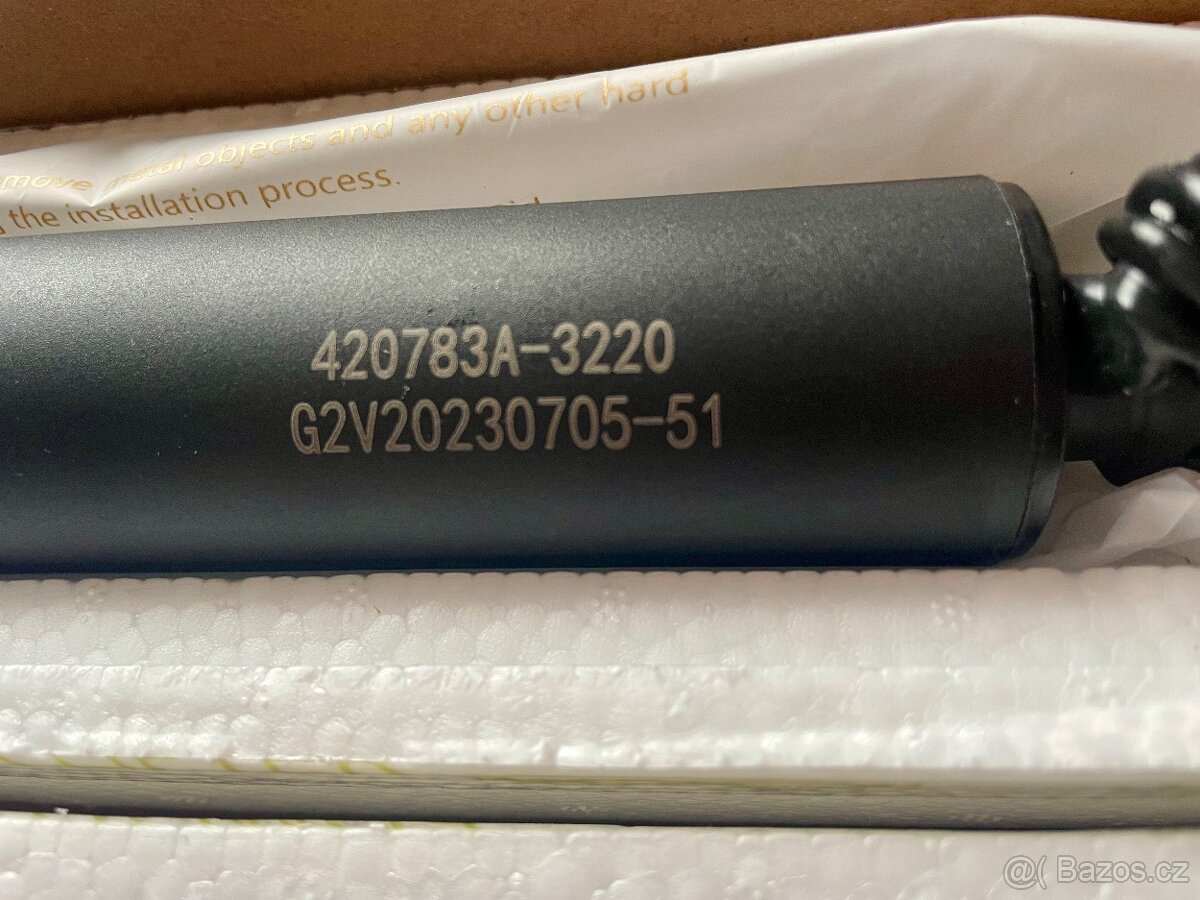 move metal objects and any other hard
the installation process.
420783A-3220
G2V20230705-51
@( Bazos.cz